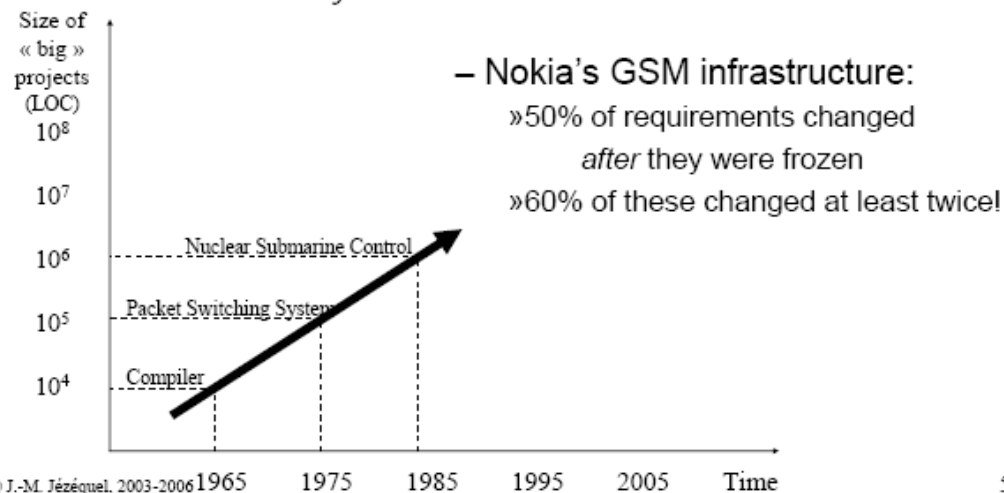 Size of
« big »
projects
(LOC)
10⁸
10⁷
10⁶
10⁵
10⁴
– Nokia's GSM infrastructure:
»50% of requirements changed
after they were frozen
»60% of these changed at least twice!
Nuclear Submarine Control
Packet Switching System
Compiler
J.-M. Jézéquel, 2003-2006
1965 1975 1985 1995 2005 Time